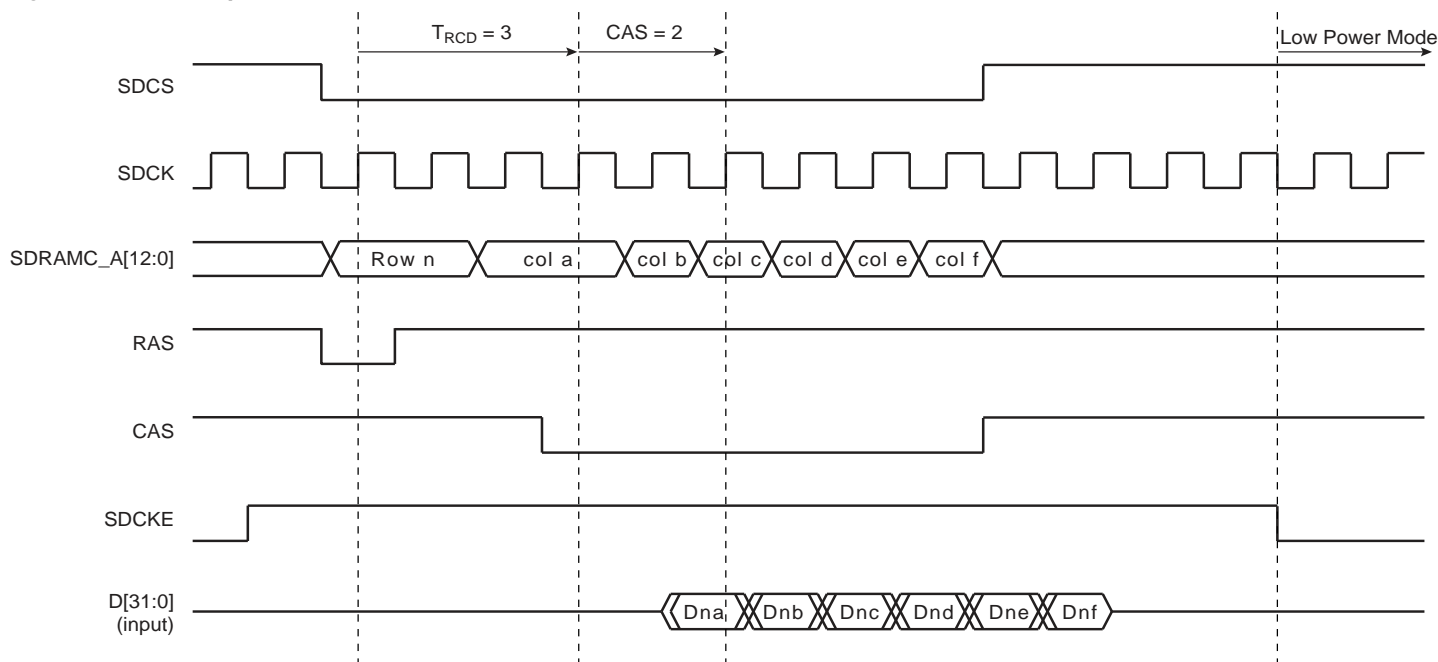 T_RCD = 3
CAS = 2
Low Power Mode
SDCS
SDCK
SDRAMC_A[12:0]
Row n
col a
col b
col c
col d
col e
col f
RAS
CAS
SDCKE
D[31:0]
(input)
Dna
Dnb
Dnc
Dnd
Dne
Dnf